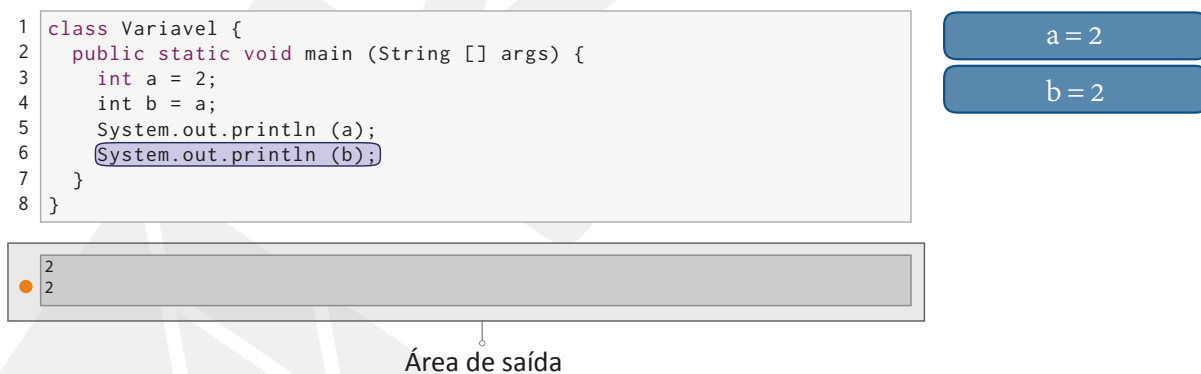 1 class Variavel {
2 public static void main (String [] args) {
3 int a = 2;
4 int b = a;
5 System.out.println (a);
6 System.out.println (b);
7 }
8 }
a = 2
b = 2
2
2
Área de saída